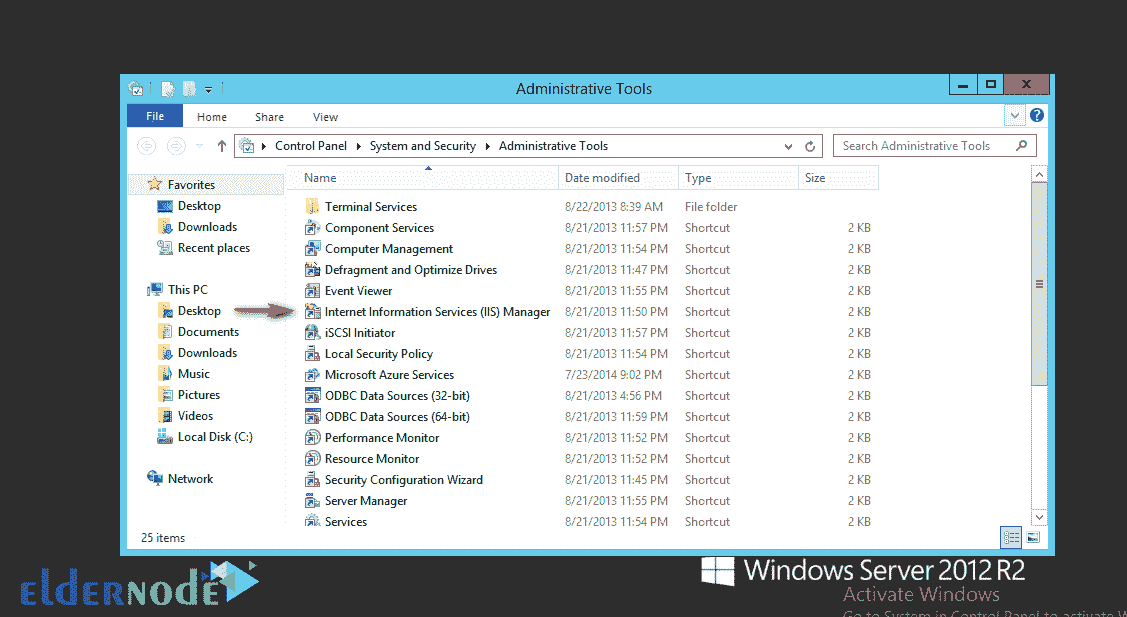 Administrative Tools
File Home Share View
Control Panel System and Security Administrative Tools Search Administrative Tools
Name Date modified Type Size
Favorites
Desktop
Downloads
Recent places
This PC
Desktop
Documents
Downloads
Music
Pictures
Videos
Local Disk (C:)
Network
Terminal Services 8/22/2013 8:39 AM File folder
Component Services 8/21/2013 11:57 PM Shortcut 2 KB
Computer Management 8/21/2013 11:54 PM Shortcut 2 KB
Defragment and Optimize Drives 8/21/2013 11:47 PM Shortcut 2 KB
Event Viewer 8/21/2013 11:55 PM Shortcut 2 KB
Internet Information Services (IIS) Manager 8/21/2013 11:50 PM Shortcut 2 KB
iSCSI Initiator 8/21/2013 11:57 PM Shortcut 2 KB
Local Security Policy 8/21/2013 11:54 PM Shortcut 2 KB
Microsoft Azure Services 7/23/2014 9:02 PM Shortcut 2 KB
ODBC Data Sources (32-bit) 8/21/2013 4:56 PM Shortcut 2 KB
ODBC Data Sources (64-bit) 8/21/2013 11:59 PM Shortcut 2 KB
Performance Monitor 8/21/2013 11:52 PM Shortcut 2 KB
Resource Monitor 8/21/2013 11:52 PM Shortcut 2 KB
Security Configuration Wizard 8/21/2013 11:45 PM Shortcut 2 KB
Server Manager 8/21/2013 11:55 PM Shortcut 2 KB
Services 8/21/2013 11:54 PM Shortcut 2 KB
25 items
elderNode
Windows Server 2012 R2
Activate Windows
Go to System in Control Panel to activate W